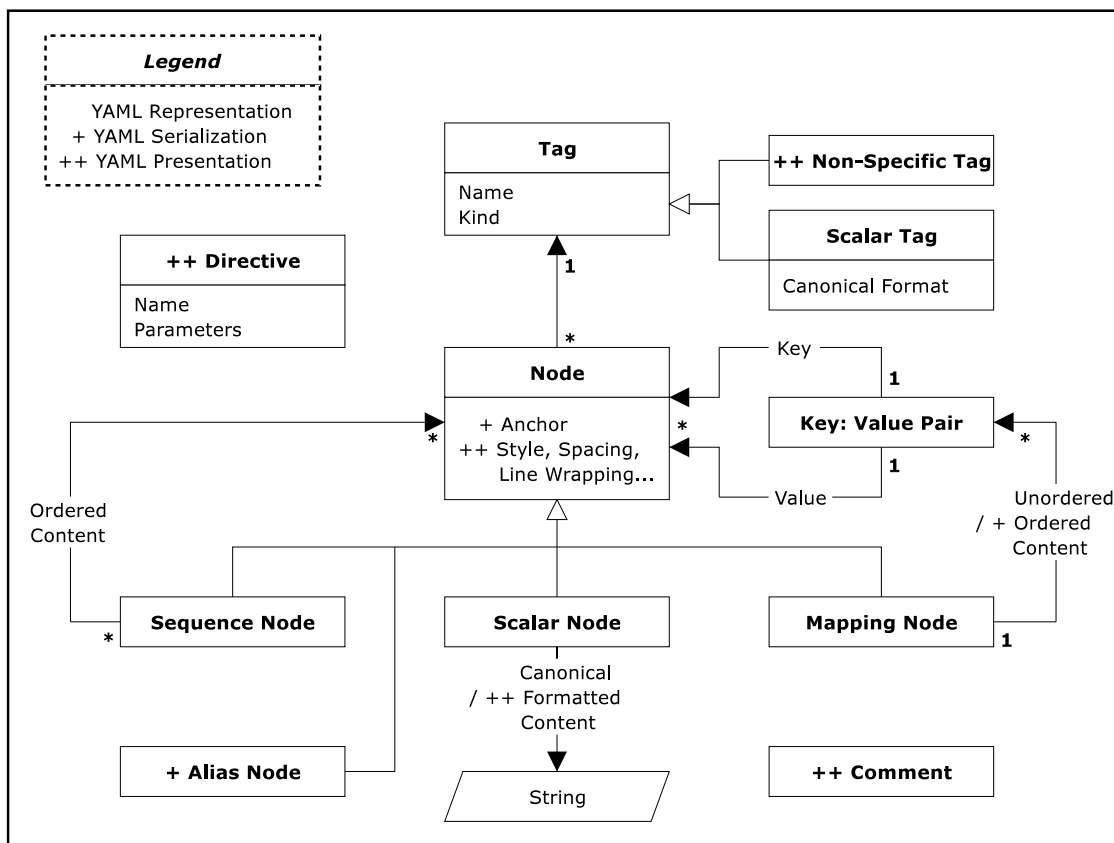 Legend
YAML Representation
+ YAML Serialization
++ YAML Presentation
Tag
Name
Kind
++ Non-Specific Tag
Scalar Tag
Canonical Format
++ Directive
Name
Parameters
1
*
Node
+ Anchor
++ Style, Spacing,
Line Wrapping...
Key
1
*
Key: Value Pair
1
Value
*
*
Ordered
Content
Unordered
/ + Ordered
Content
Sequence Node
*
Scalar Node
Mapping Node
1
Canonical
/ ++ Formatted
Content
+ Alias Node
String
++ Comment